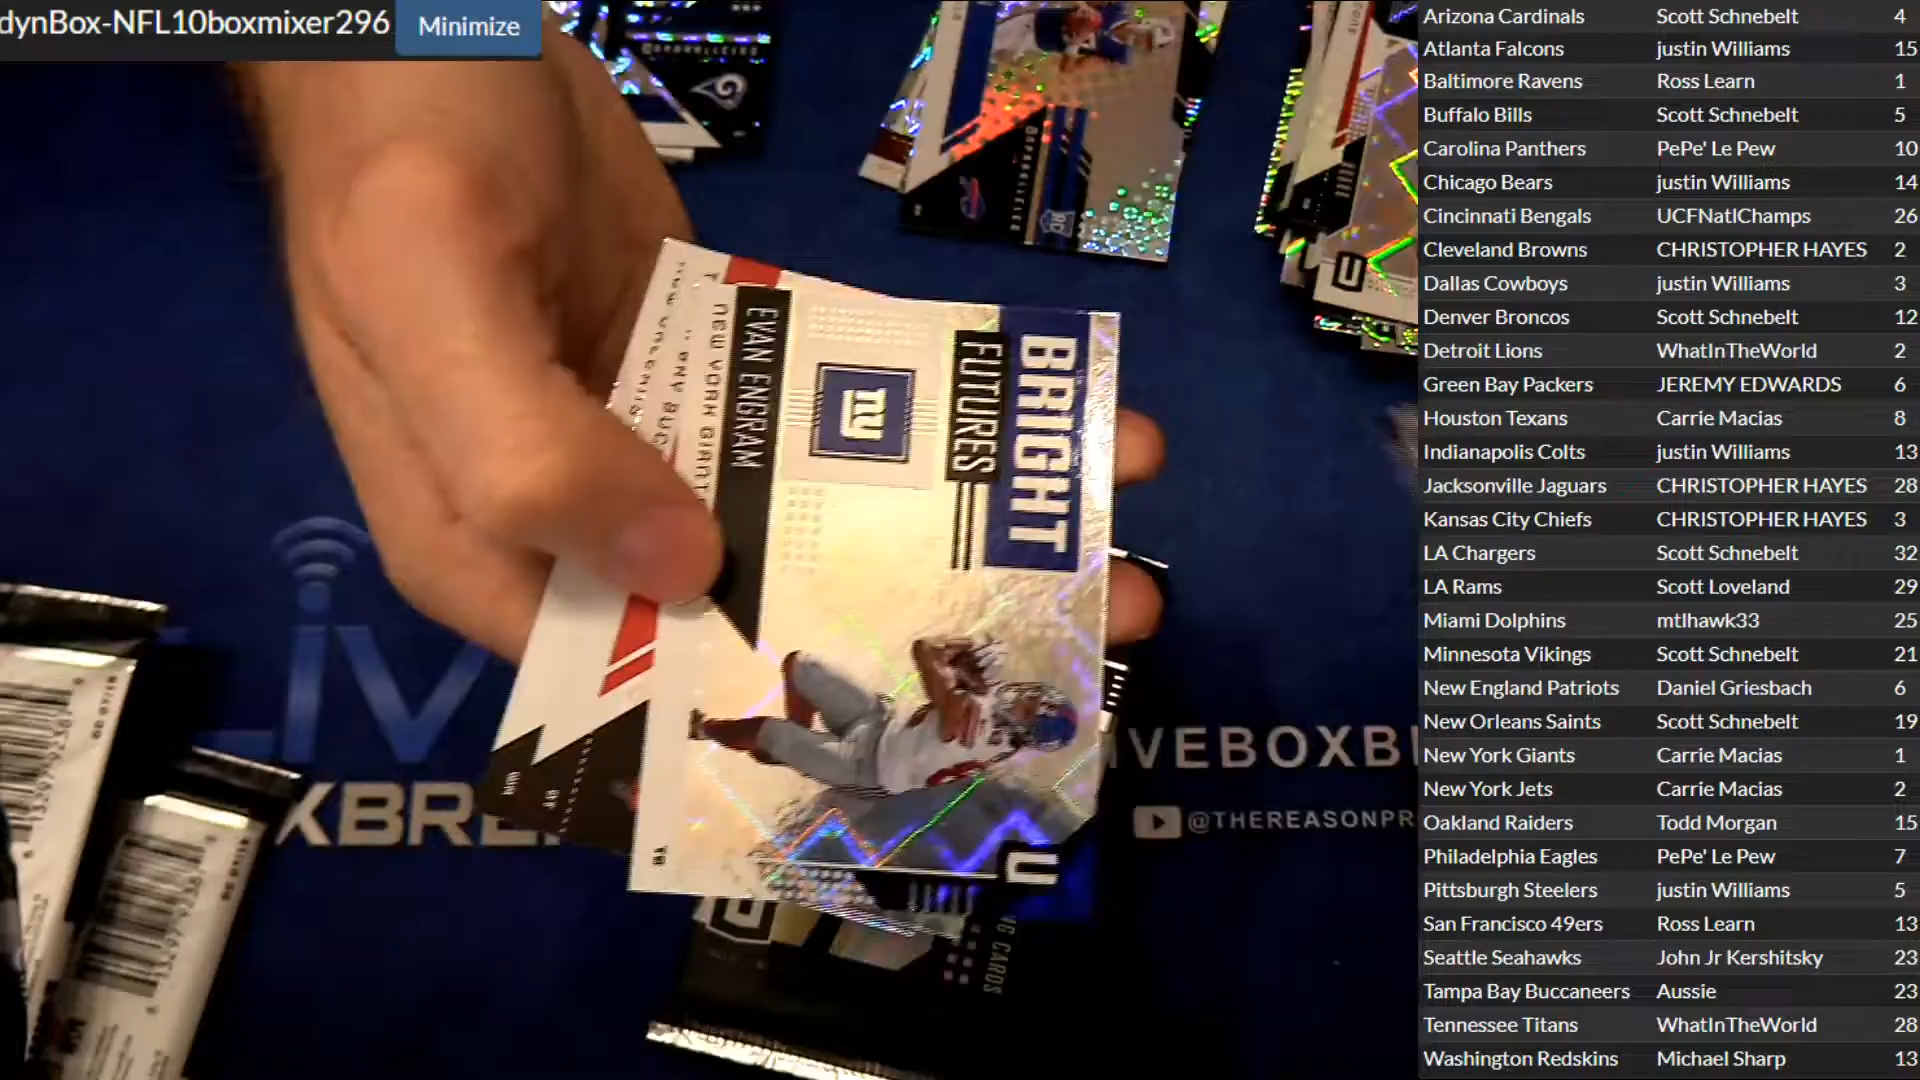 dynBox-NFL10boxmixer296
Minimize
BRIGHT
FUTURES
NY
EVAN ENGRAM
NEW YORK GIANTS
TE
U
WR
LIV
XBRE
IVEBOXB
@THEREASONPR
NG CARDS
RC
Arizona Cardinals Scott Schnebelt 4
Atlanta Falcons justin Williams 15
Baltimore Ravens Ross Learn 1
Buffalo Bills Scott Schnebelt 5
Carolina Panthers PePe' Le Pew 10
Chicago Bears justin Williams 14
Cincinnati Bengals UCFNatlChamps 26
Cleveland Browns CHRISTOPHER HAYES 2
Dallas Cowboys justin Williams 3
Denver Broncos Scott Schnebelt 12
Detroit Lions WhatInTheWorld 2
Green Bay Packers JEREMY EDWARDS 6
Houston Texans Carrie Macias 8
Indianapolis Colts justin Williams 13
Jacksonville Jaguars CHRISTOPHER HAYES 28
Kansas City Chiefs CHRISTOPHER HAYES 3
LA Chargers Scott Schnebelt 32
LA Rams Scott Loveland 29
Miami Dolphins mtlhawk33 25
Minnesota Vikings Scott Schnebelt 21
New England Patriots Daniel Griesbach 6
New Orleans Saints Scott Schnebelt 19
New York Giants Carrie Macias 1
New York Jets Carrie Macias 2
Oakland Raiders Todd Morgan 15
Philadelphia Eagles PePe' Le Pew 7
Pittsburgh Steelers justin Williams 5
San Francisco 49ers Ross Learn 13
Seattle Seahawks John Jr Kershitsky 23
Tampa Bay Buccaneers Aussie 23
Tennessee Titans WhatInTheWorld 28
Washington Redskins Michael Sharp 13